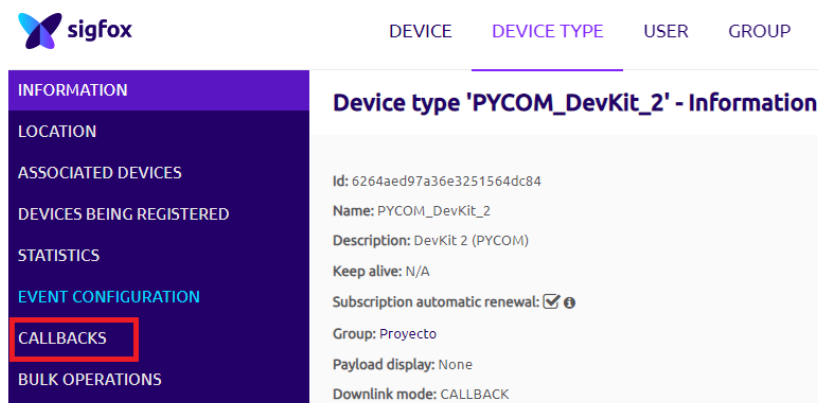 sigfox
DEVICE DEVICE TYPE USER GROUP
INFORMATION
LOCATION
ASSOCIATED DEVICES
DEVICES BEING REGISTERED
STATISTICS
EVENT CONFIGURATION
CALLBACKS
BULK OPERATIONS
Device type 'PYCOM_DevKit_2' - Information
Id: 6264aed97a36e3251564dc84
Name: PYCOM_DevKit_2
Description: DevKit 2 (PYCOM)
Keep alive: N/A
Subscription automatic renewal:
Group: Proyecto
Payload display: None
Downlink mode: CALLBACK